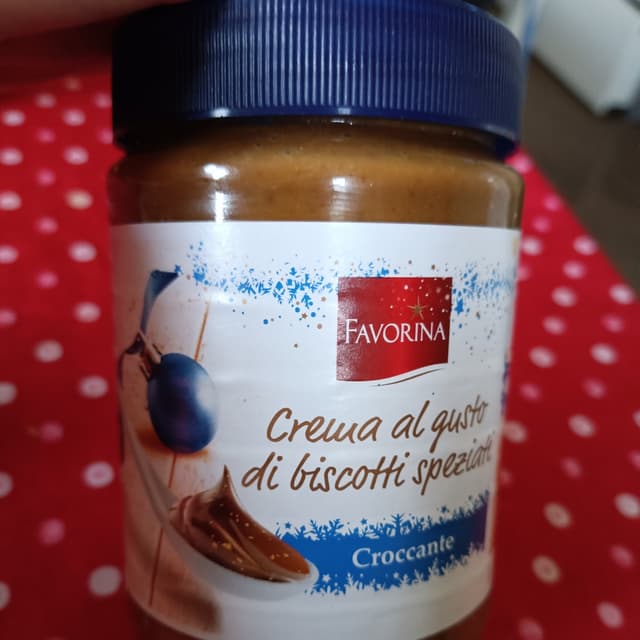 FAVORINA
Crema al gusto
di biscotti speziati
Croccante